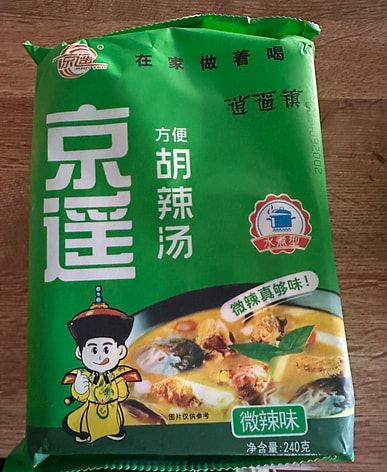 京遥
在家做着喝
逍遥镇
京遥
方便
胡辣汤
水煮型
微辣真够味!
图片仅供参考
微辣味
净含量:240克